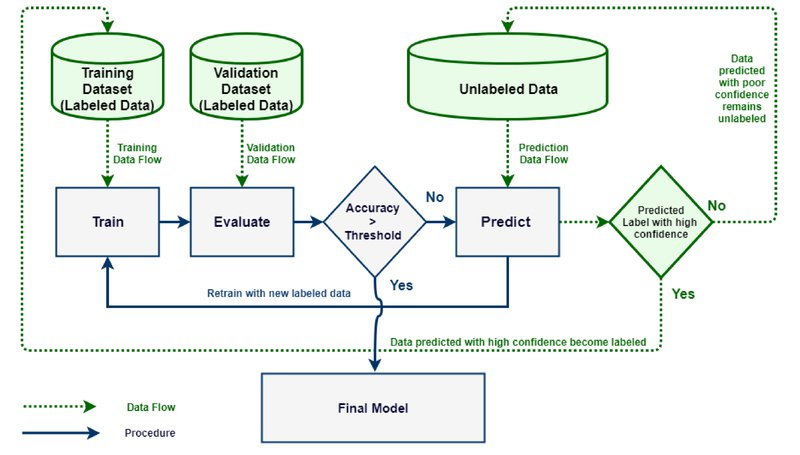 Training
Dataset
(Labeled Data)
Validation
Dataset
(Labeled Data)
Unlabeled Data
Data
predicted
with poor
confidence
remains
unlabeled
Training
Data Flow
Validation
Data Flow
Prediction
Data Flow
Train
Evaluate
Accuracy
>
Threshold
No
Predict
Predicted
Label with high
confidence
No
Yes
Yes
Retrain with new labeled data
Data predicted with high confidence become labeled
Final Model
Data Flow
Procedure